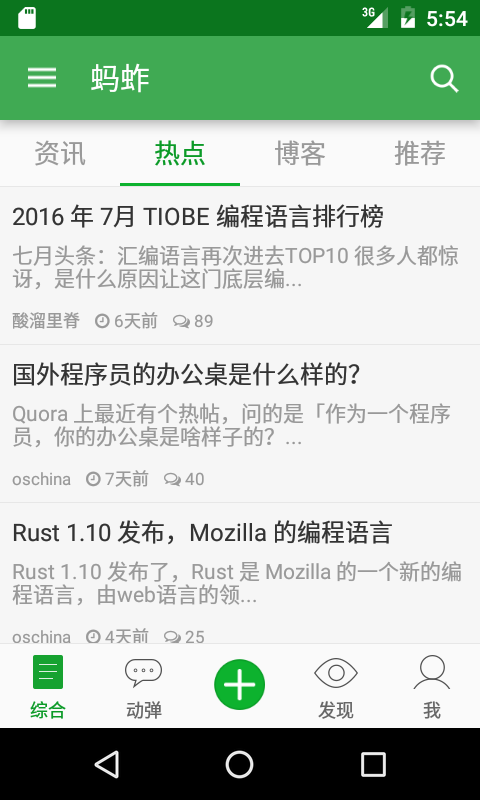 3G 5:54
蚂蚱
资讯 热点 博客 推荐
2016 年 7月 TIOBE 编程语言排行榜
七月头条：汇编语言再次进去TOP10 很多人都惊
讶，是什么原因让这门底层编...
酸溜里脊 6天前 89
国外程序员的办公桌是什么样的？
Quora 上最近有个热帖，问的是「作为一个程序
员，你的办公桌是啥样子的？...
oschina 7天前 40
Rust 1.10 发布，Mozilla 的编程语言
Rust 1.10 发布了，Rust 是 Mozilla 的一个新的编
程语言，由web语言的领...
oschina 4天前 25
综合 动弹 发现 我